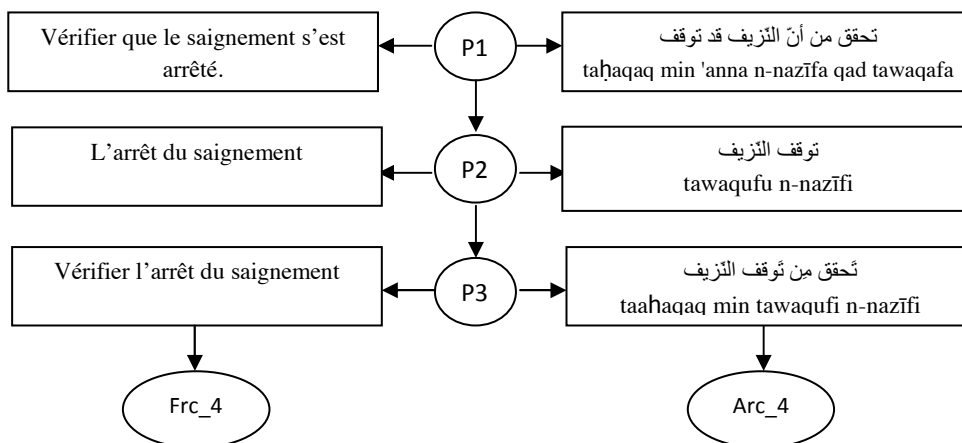 Vérifier que le saignement s’est
arrêté.
P1
تحقق من أنّ النّزيف قد توقف
taḥaqaq min 'anna n-nazīfa qad tawaqafa
L’arrêt du saignement
P2
توقف النّزيف
tawaqufu n-nazīfi
Vérifier l’arrêt du saignement
P3
تَحقق مِن تَوقف النّزيف
taaḥaqaq min tawaqufi n-nazīfi
Frc_4
Arc_4